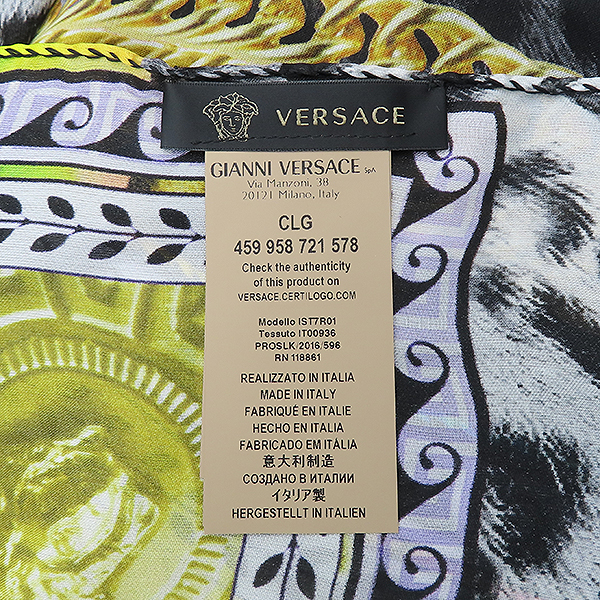 VERSACE
GIANNI VERSACE SpA
Via Manzoni, 38
20121 Milano, Italy
CLG
459 958 721 578
Check the authenticity
of this product on
VERSACE.CERTILOGO.COM
Modello IST7R01
Tessuto IT00936
PROSLK/2016/596
RN 118861
REALIZZATO IN ITALIA
MADE IN ITALY
FABRIQUÉ EN ITALIE
HECHO EN ITALIA
FABRICADO EM ITÀLIA
意大利制造
СОЗДАНО В ИТАЛИИ
イタリア製
HERGESTELLT IN ITALIEN